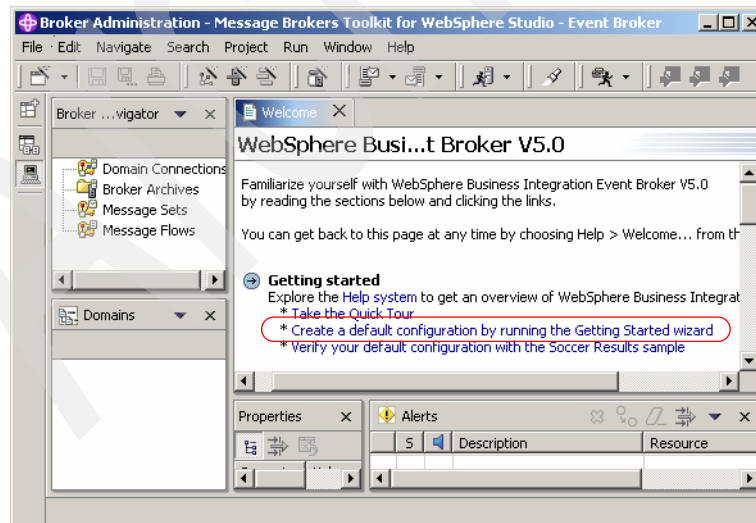 Broker Administration - Message Brokers Toolkit for WebSphere Studio - Event Broker
File Edit Navigate Search Project Run Window Help
Broker ...vigator
Domain Connections
Broker Archives
Message Sets
Message Flows
Domains
Welcome
WebSphere Busi...t Broker V5.0
Familiarize yourself with WebSphere Business Integration Event Broker V5.0
by reading the sections below and clicking the links.
You can get back to this page at any time by choosing Help > Welcome... from th
Getting started
Explore the Help system to get an overview of WebSphere Business Integrat
* Take the Quick Tour
* Create a default configuration by running the Getting Started wizard
* Verify your default configuration with the Soccer Results sample
Properties
Alerts
S Description Resource